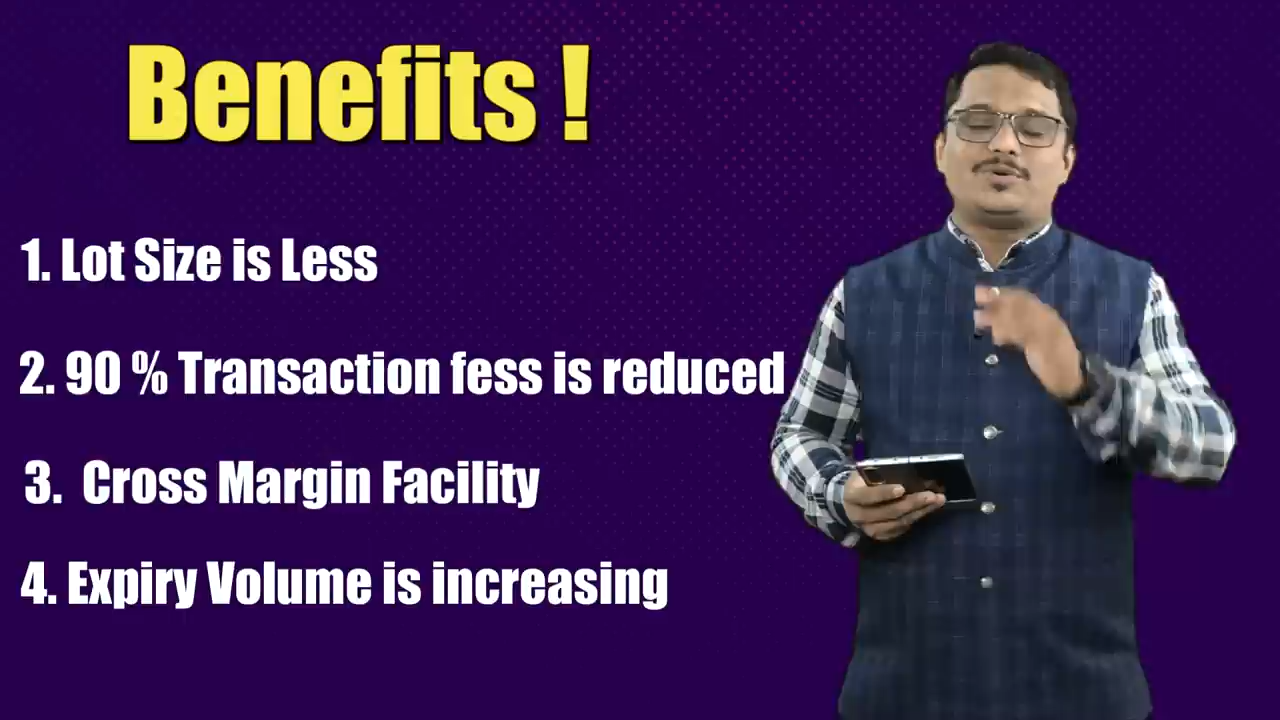 Benefits !
1. Lot Size is Less
2. 90 % Transaction fess is reduced
3. Cross Margin Facility
4. Expiry Volume is increasing